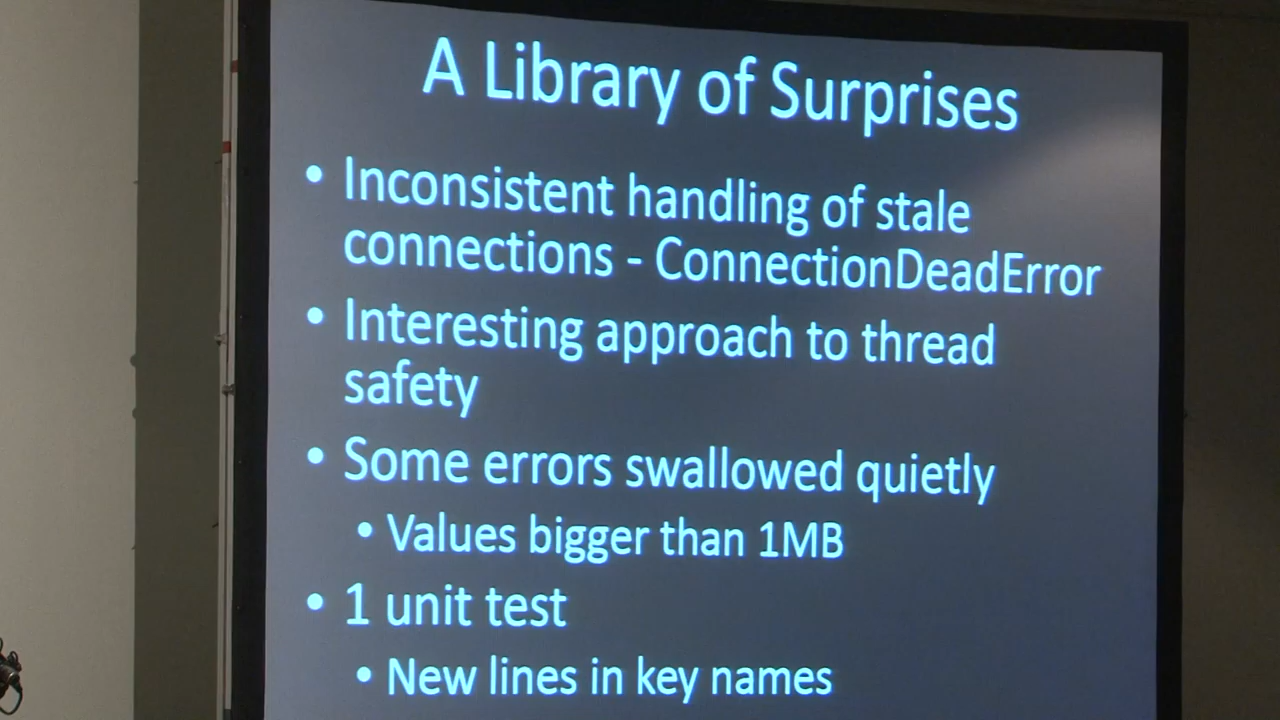 A Library of Surprises
• Inconsistent handling of stale
connections - ConnectionDeadError
• Interesting approach to thread
safety
• Some errors swallowed quietly
• Values bigger than 1MB
• 1 unit test
• New lines in key names